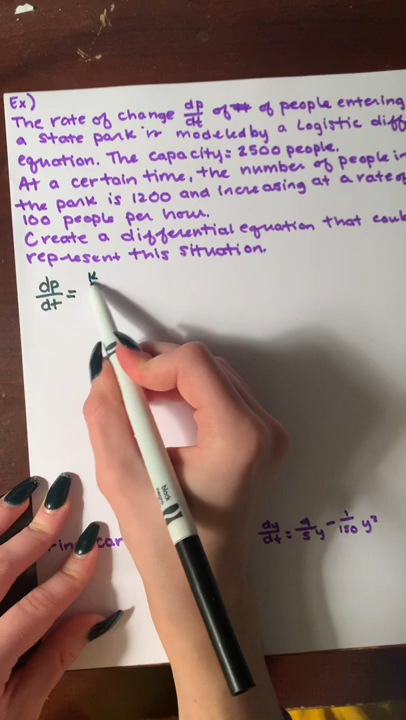 Ex)
The rate of change dp/dt of # of people entering
a state park is modeled by a Logistic diff
equation. The capacity= 2500 people.
At a certain time, the number of people in
the park is 1200 and increasing at a rate of
100 people per hour.
Create a differential equation that coul
represent this situation.
dp/dt = k
dy/dt = 4/5 y - 1/150 y²
car